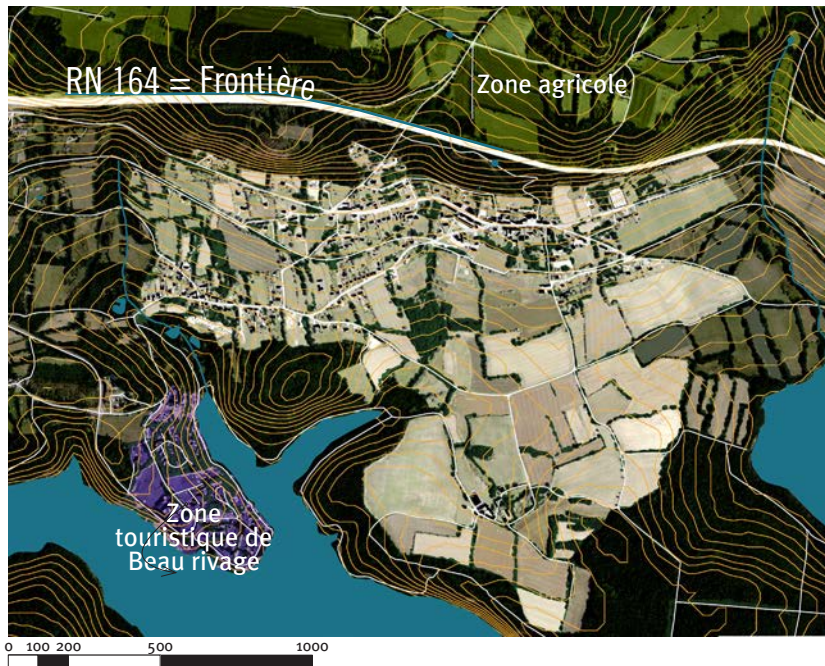 RN 164 = Frontière
Zone agricole
Zone
touristique de
Beau rivage
0 100 200 500 1000